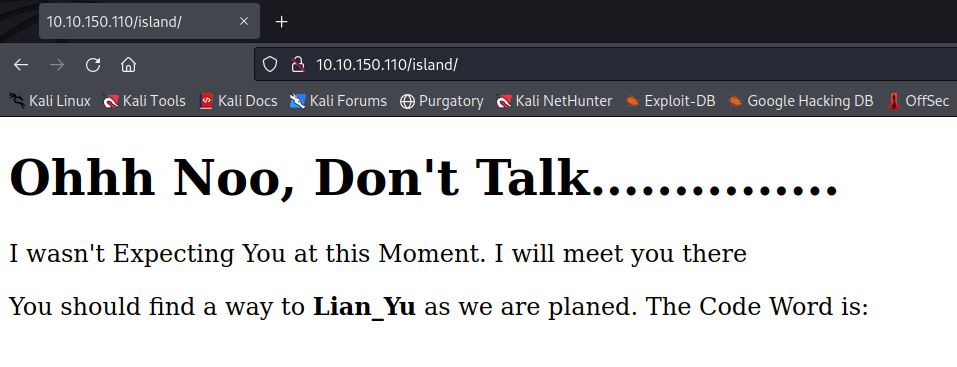 10.10.150.110/island/
10.10.150.110/island/
Kali Linux Kali Tools Kali Docs Kali Forums Purgatory Kali NetHunter Exploit-DB Google Hacking DB OffSec
Ohhh Noo, Don't Talk...............
I wasn't Expecting You at this Moment. I will meet you there
You should find a way to Lian_Yu as we are planed. The Code Word is: